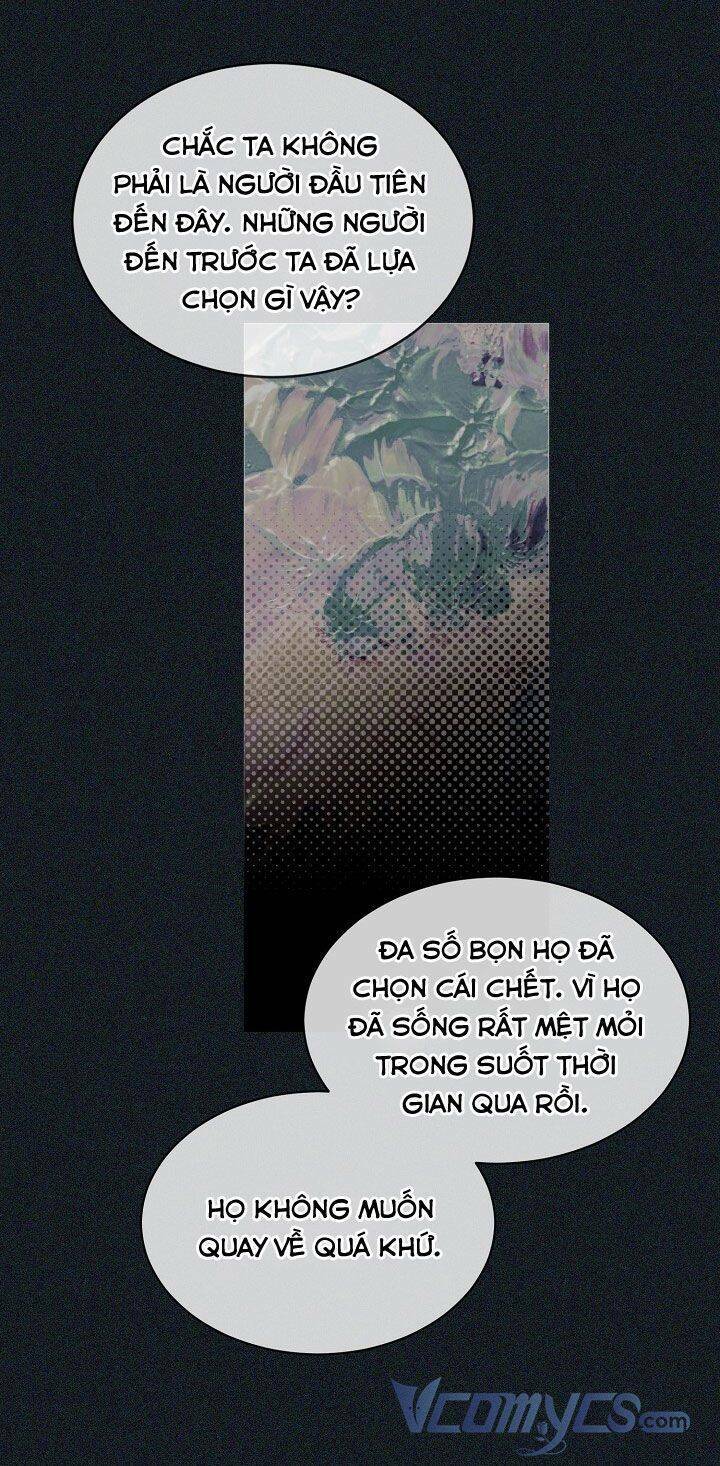 CHẮC TA KHÔNG
PHẢI LÀ NGƯỜI ĐẦU TIÊN
ĐẾN ĐÂY. NHỮNG NGƯỜI
ĐẾN TRƯỚC TA ĐÃ LỰA
CHỌN GÌ VẬY?
ĐA SỐ BỌN HỌ ĐÃ
CHỌN CÁI CHẾT. VÌ HỌ
ĐÃ SỐNG RẤT MỆT MỎI
TRONG SUỐT THỜI
GIAN QUA RỒI.
HỌ KHÔNG MUỐN
QUAY VỀ QUÁ KHỨ.
VCOMYCS.com